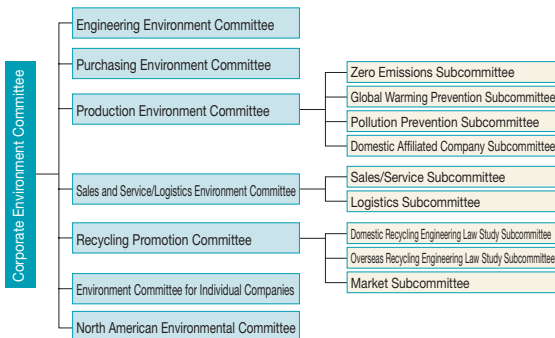 Corporate Environment Committee
Engineering Environment Committee
Purchasing Environment Committee
Production Environment Committee
Zero Emissions Subcommittee
Global Warming Prevention Subcommittee
Pollution Prevention Subcommittee
Domestic Affiliated Company Subcommittee
Sales and Service/Logistics Environment Committee
Sales/Service Subcommittee
Logistics Subcommittee
Recycling Promotion Committee
Domestic Recycling Engineering Law Study Subcommittee
Overseas Recycling Engineering Law Study Subcommittee
Market Subcommittee
Environment Committee for Individual Companies
North American Environmental Committee